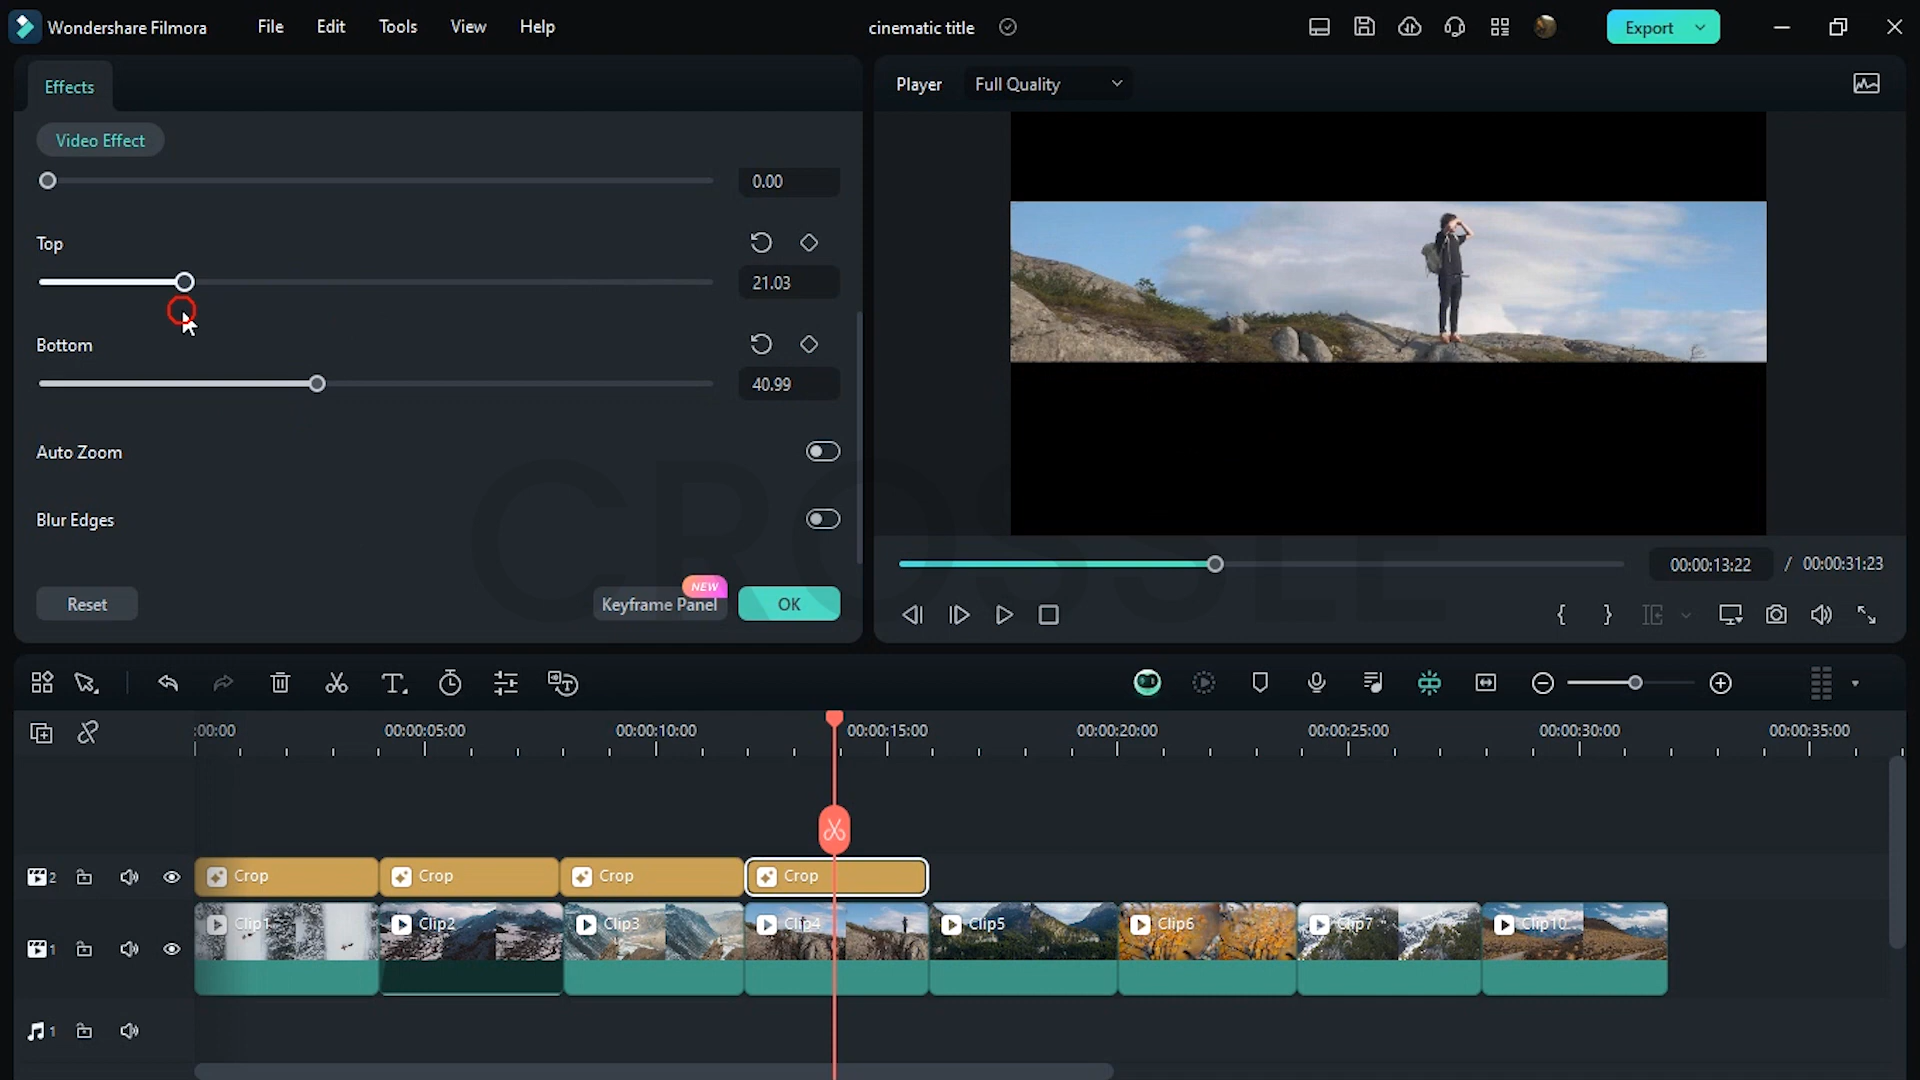 Wondershare Filmora
File
Edit
Tools
View
Help
cinematic title
Export
Effects
Player
Full Quality
Video Effect
0.00
Top
21.03
Bottom
40.99
Auto Zoom
Blur Edges
Reset
NEW
Keyframe Panel
OK
00:00:13:22
/ 00:00:31:23
:00:00
00:00:05:00
00:00:10:00
00:00:15:00
00:00:20:00
00:00:25:00
00:00:30:00
00:00:35:00
2
Crop
Crop
Crop
Crop
1
Clip1
Clip2
Clip3
Clip4
Clip5
Clip6
Clip7
Clip10
1